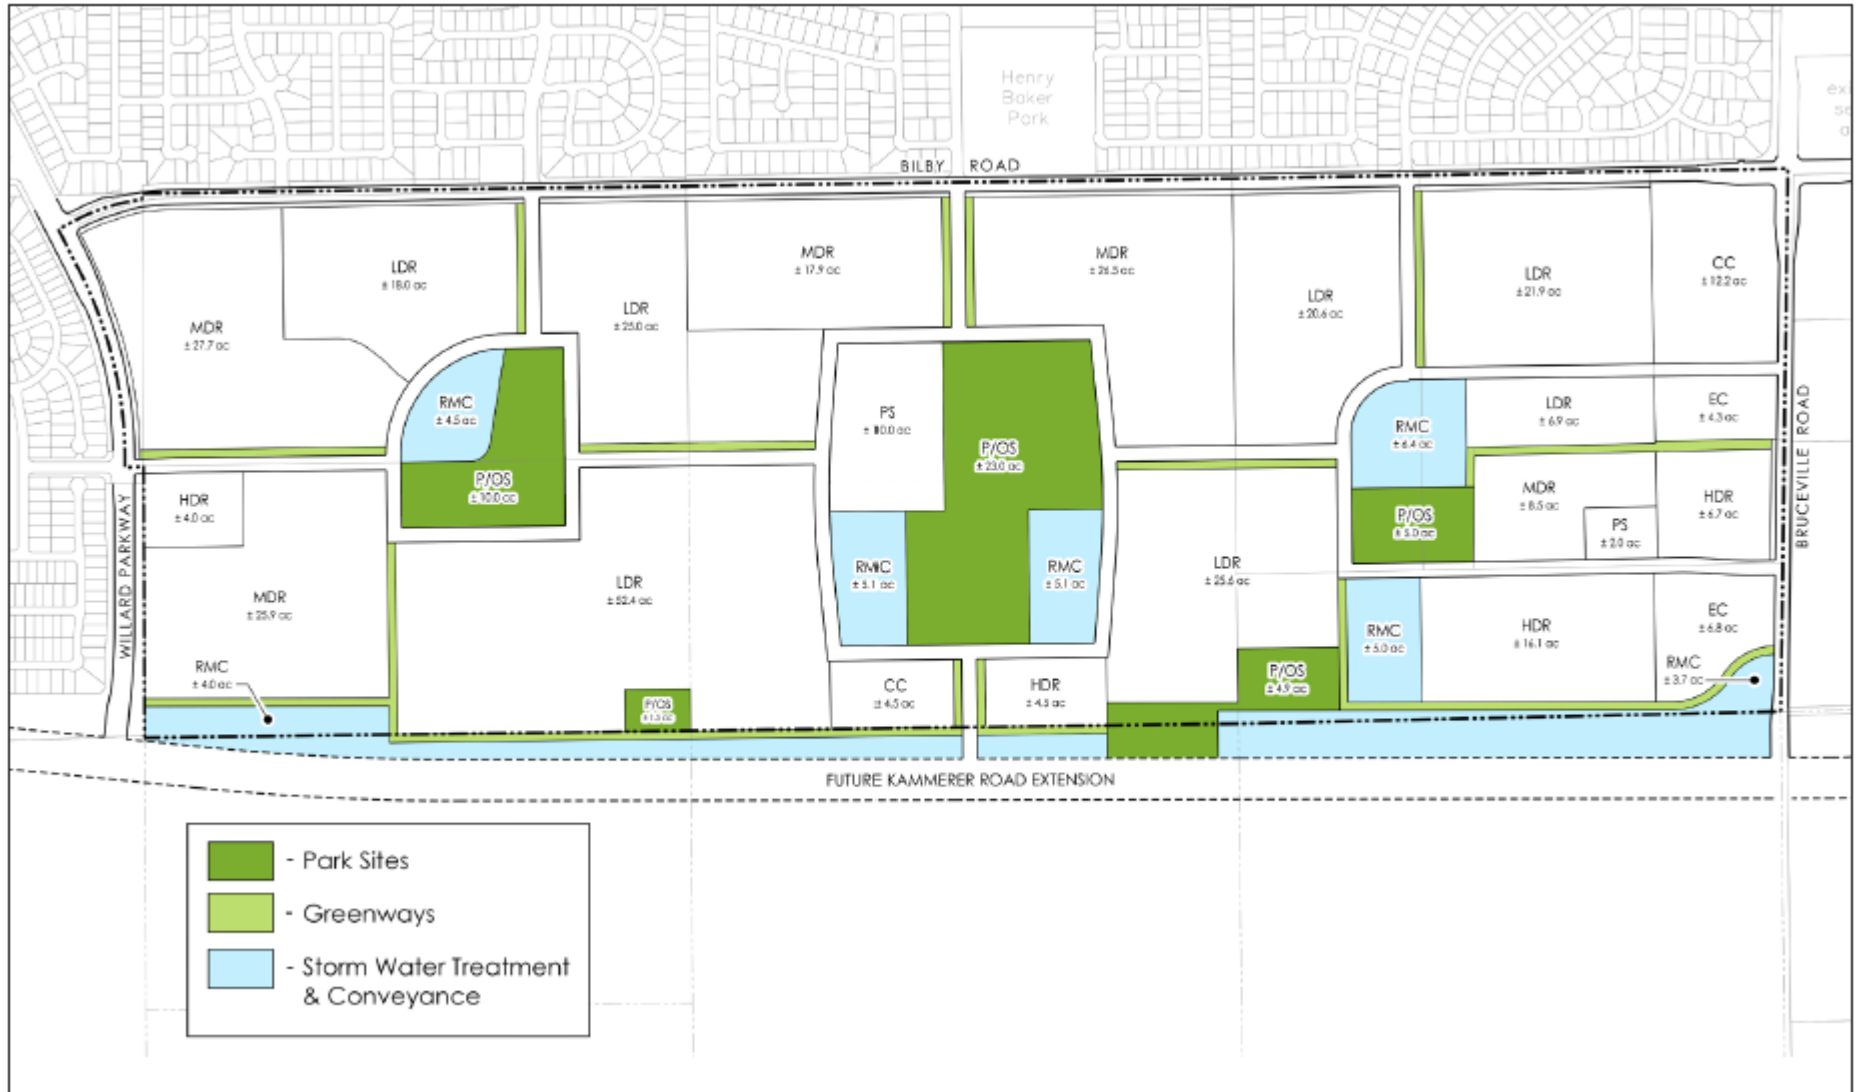 Henry
Baker
Park
BILBY ROAD
MDR
± 27.7 ac
LDR
± 18.0 ac
LDR
± 25.0 ac
MDR
± 17.9 ac
MDR
± 26.5 ac
LDR
± 20.6 ac
LDR
± 21.9 ac
CC
± 12.2 ac
RMC
± 4.5 ac
P/OS
± 10.0 ac
PS
P/OS
± 23.0 ac
RMC
± 5.1 ac
RMC
± 5.1 ac
RMC
± 6.4 ac
LDR
± 6.9 ac
EC
± 4.3 ac
P/OS
± 5.0 ac
MDR
± 8.5 ac
PS
± 2.0 ac
HDR
± 6.7 ac
BRUCEVILLE ROAD
WILLARD PARKWAY
HDR
± 4.0 ac
MDR
± 25.9 ac
RMC
± 4.0 ac
LDR
± 52.4 ac
P/OS
CC
± 4.5 ac
HDR
± 4.5 ac
LDR
± 25.6 ac
P/OS
± 4.9 ac
RMC
± 5.0 ac
HDR
± 16.1 ac
EC
± 6.8 ac
RMC
± 3.7 ac
FUTURE KAMMERER ROAD EXTENSION
- Park Sites
- Greenways
- Storm Water Treatment
& Conveyance